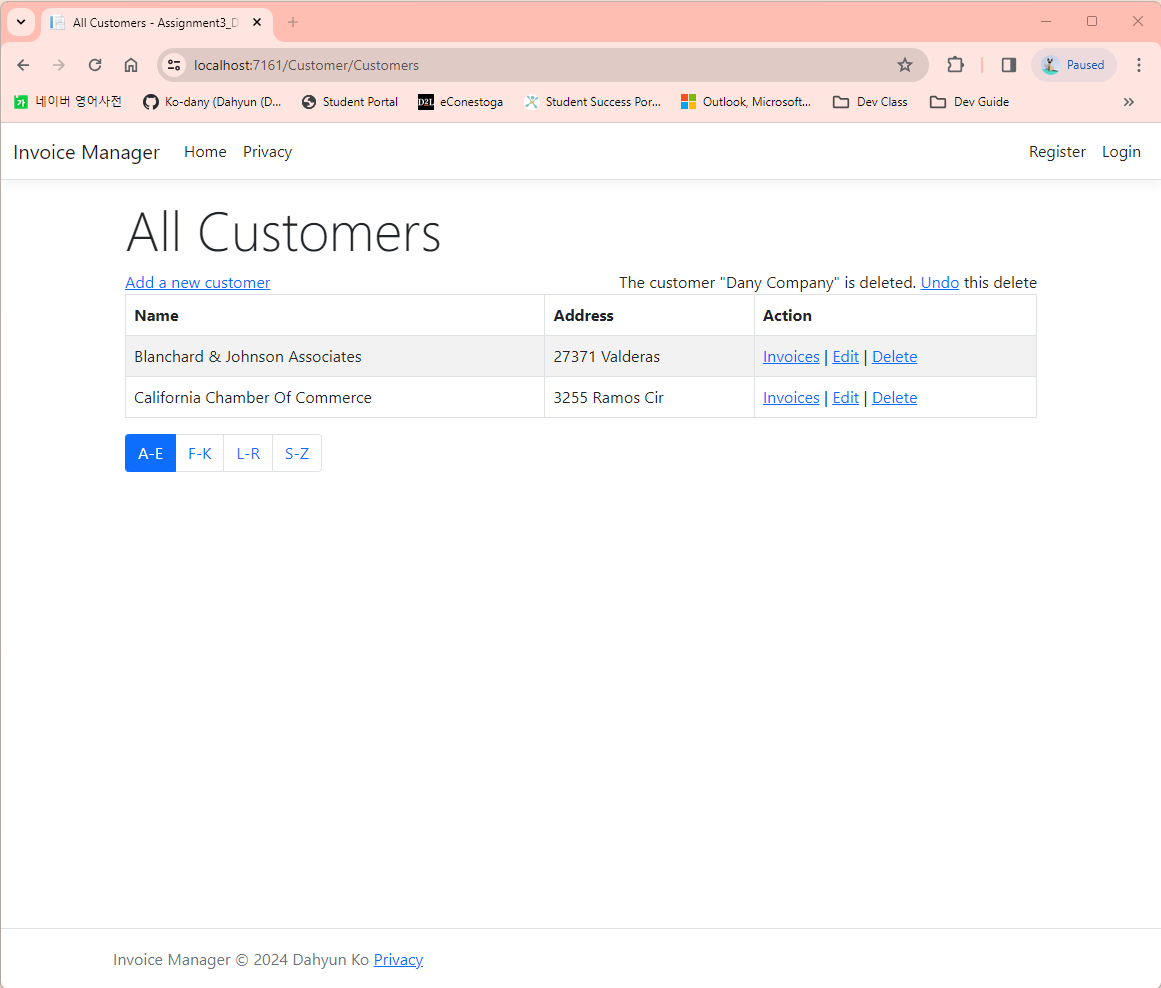 All Customers - Assignment3_D
localhost:7161/Customer/Customers
Paused
네이버 영어사전 Ko-dany (Dahyun (D... Student Portal D2L eConestoga Student Success Por... Outlook, Microsoft... Dev Class Dev Guide
Invoice Manager Home Privacy Register Login
All Customers
Add a new customer The customer "Dany Company" is deleted. Undo this delete
Name Address Action
Blanchard & Johnson Associates 27371 Valderas Invoices | Edit | Delete
California Chamber Of Commerce 3255 Ramos Cir Invoices | Edit | Delete
A-E F-K L-R S-Z
Invoice Manager © 2024 Dahyun Ko Privacy